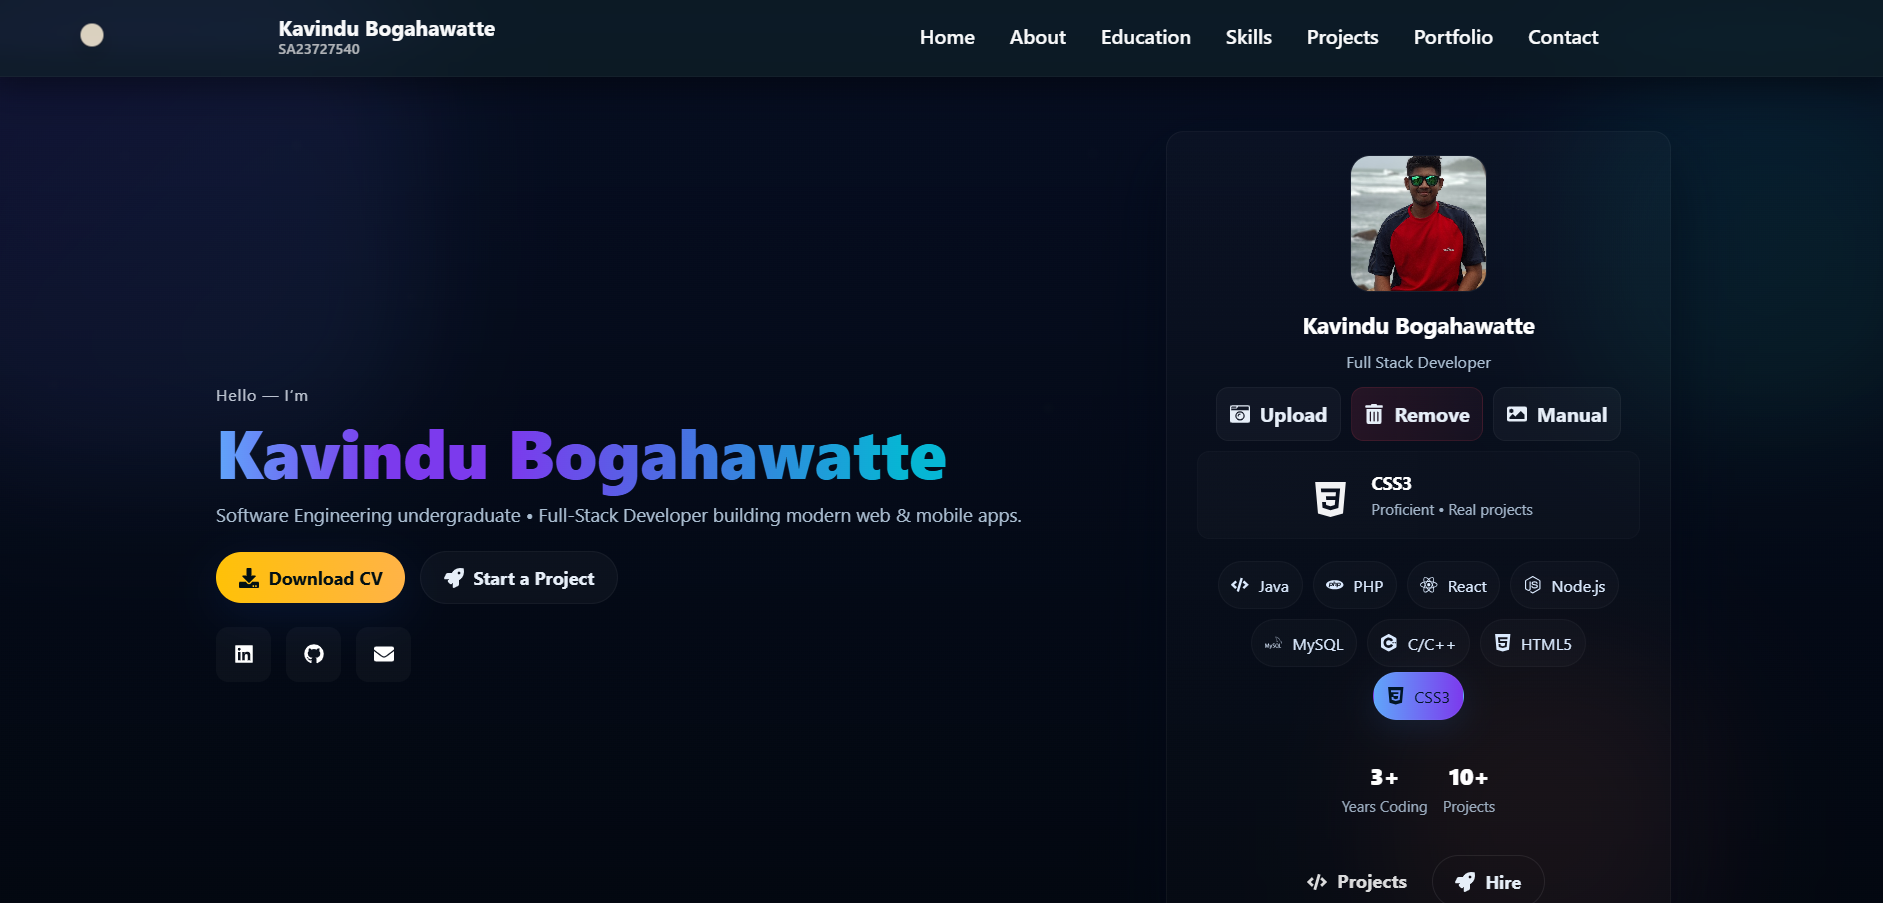 Kavindu Bogahawatte
SA23727540
Home About Education Skills Projects Portfolio Contact
Hello — I'm
Kavindu Bogahawatte
Software Engineering undergraduate • Full-Stack Developer building modern web & mobile apps.
Download CV Start a Project
in
Kavindu Bogahawatte
Full Stack Developer
Upload Remove Manual
CSS3
Proficient • Real projects
Java PHP React Node.js
MySQL C/C++ HTML5
CSS3
3+ 10+
Years Coding Projects
Projects Hire